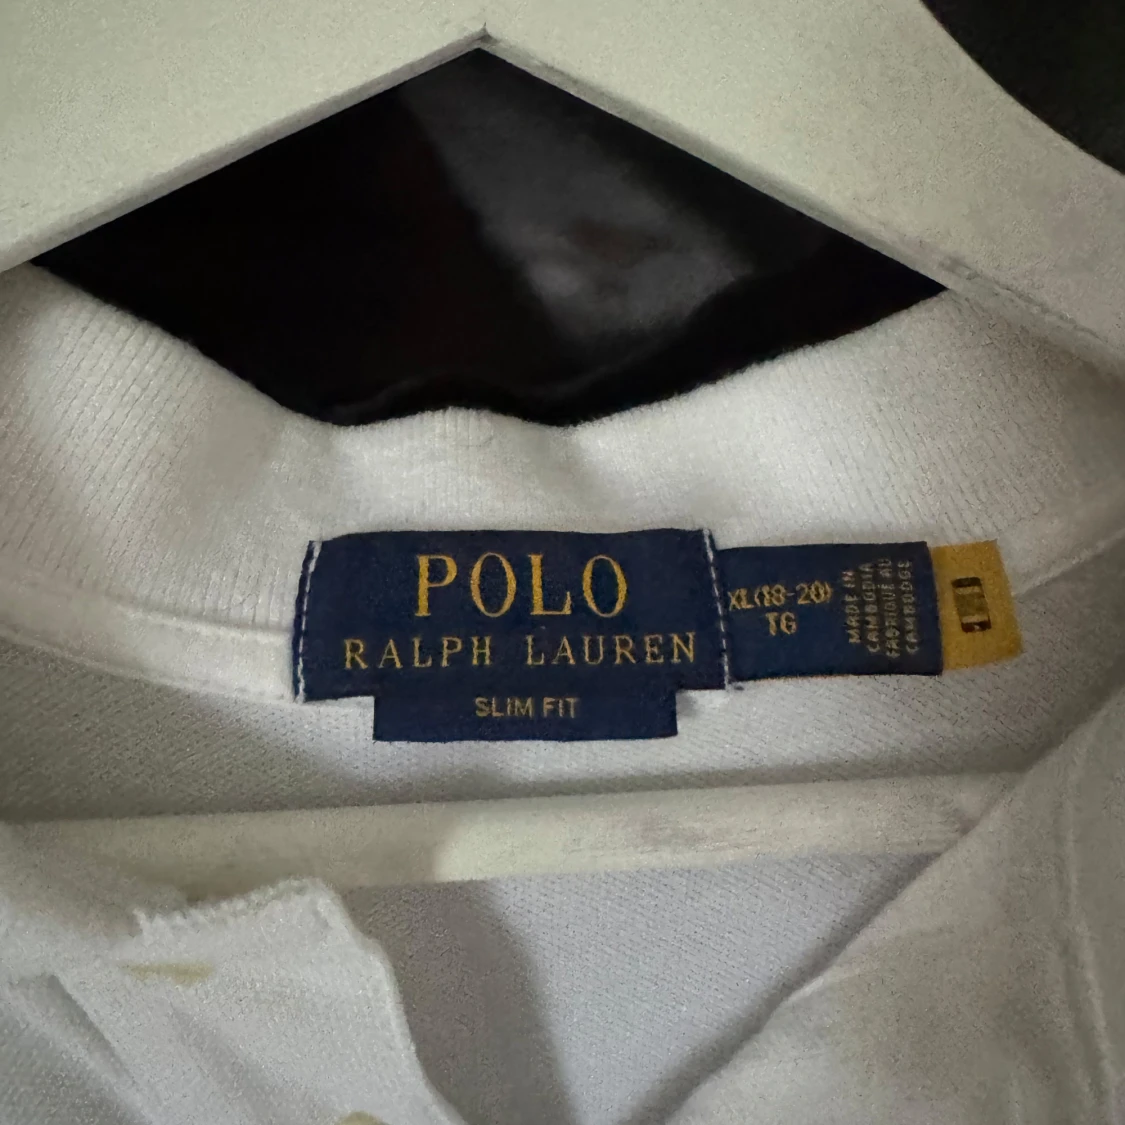 POLO
RALPH LAUREN
SLIM FIT
XL(18-20)
TG
MADE IN
CAMBODIA
FABRIQUÉ AU
CAMBODGE